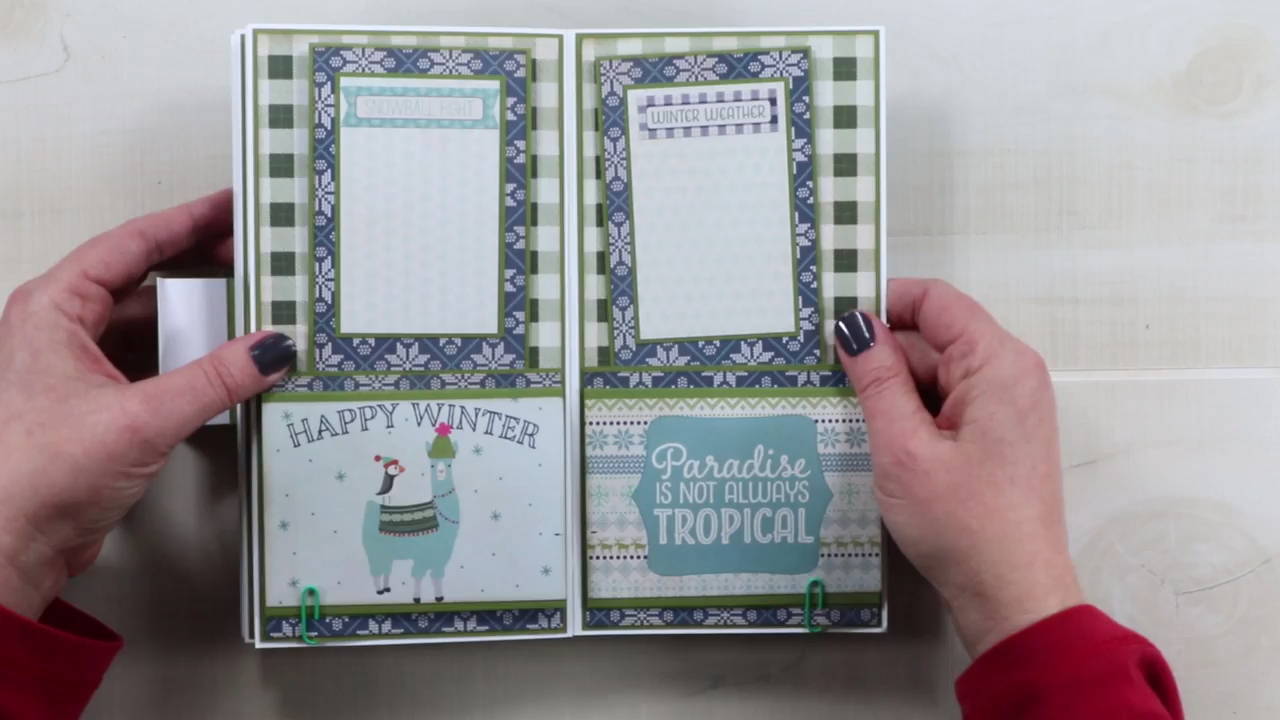 SNOWBALL FIGHT
WINTER WEATHER
HAPPY WINTER
Paradise
IS NOT ALWAYS
TROPICAL